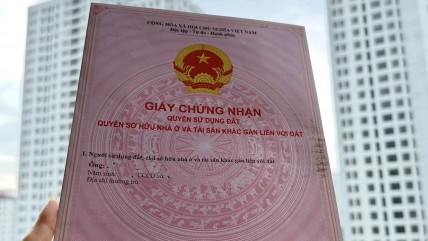 CỘNG HÒA XÃ HỘI CHỦ NGHĨA VIỆT NAM
Độc lập - Tự do - Hạnh phúc
GIẤY CHỨNG NHẬN
QUYỀN SỬ DỤNG ĐẤT
QUYỀN SỞ HỮU NHÀ Ở VÀ TÀI SẢN KHÁC GẮN LIỀN VỚI ĐẤT
I. Người sử dụng đất, chủ sở hữu nhà ở và tài sản khác gắn liền với đất
Ông:
Năm sinh: , CCCD số:
Địa chỉ thường trú